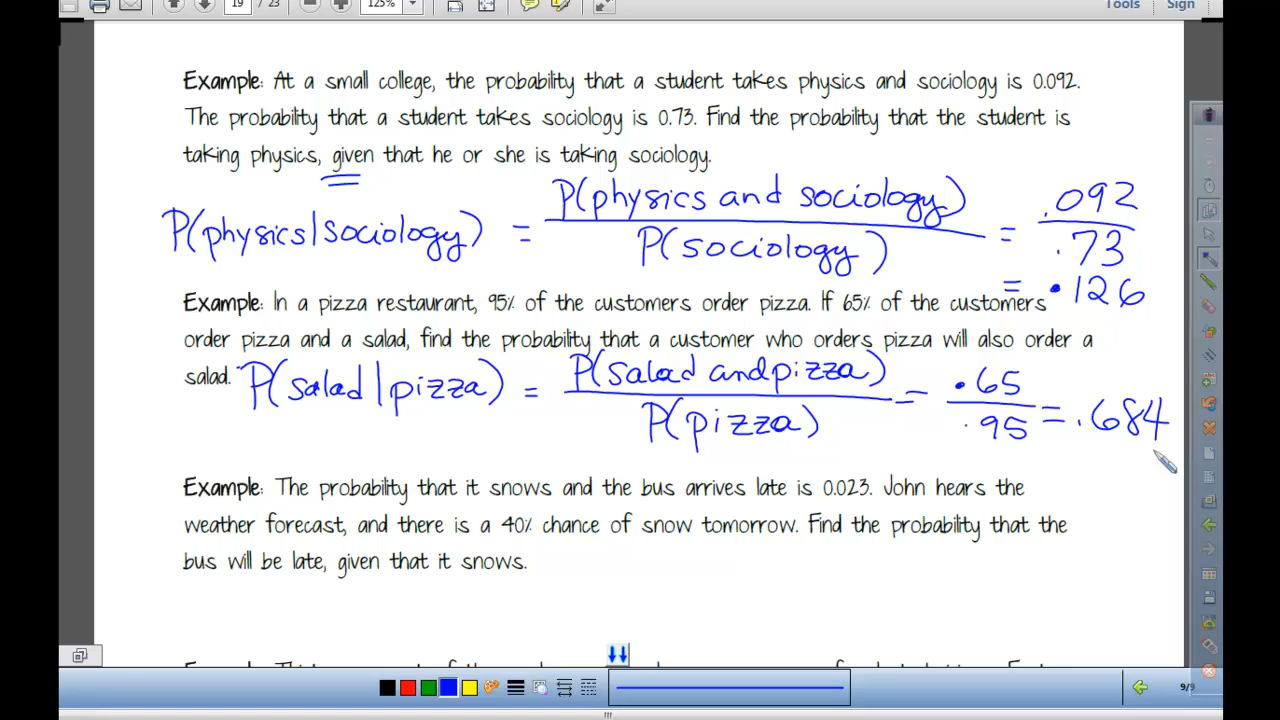 19 / 23
125%
Tools
Sign
Example: At a small college, the probability that a student takes physics and sociology is 0.092.
The probability that a student takes sociology is 0.73. Find the probability that the student is
taking physics, given that he or she is taking sociology.
P(physics|sociology) = P(physics and sociology) / P(sociology) = .092 / .73
= .126
Example: In a pizza restaurant, 95% of the customers order pizza. If 65% of the customers
order pizza and a salad, find the probability that a customer who orders pizza will also order a
salad.
P(salad|pizza) = P(salad and pizza) / P(pizza) = .65 / .95 = .684
Example: The probability that it snows and the bus arrives late is 0.023. John hears the
weather forecast, and there is a 40% chance of snow tomorrow. Find the probability that the
bus will be late, given that it snows.
9/9